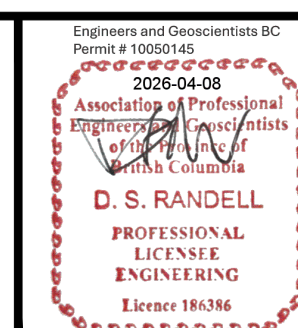 Engineers and Geoscientists BC
Permit # 10050145
2026-04-08
Association of Professional
Engineers and Geoscientists
of the Province of
British Columbia
D. S. RANDELL
PROFESSIONAL
LICENSEE
ENGINEERING
Licence 186386